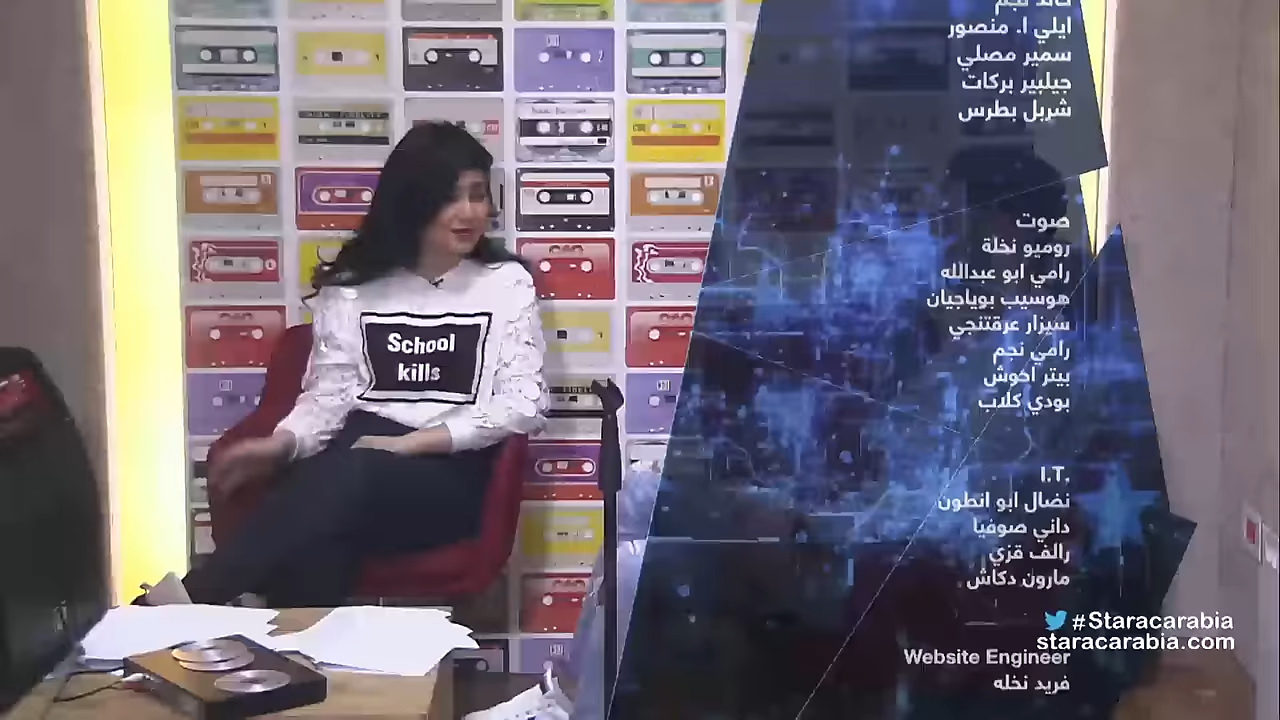 خالد نجم
ايلي ا. منصور
سمير مصلي
جيلبير بركات
شربل بطرس
صوت
روميو نخلة
رامي ابو عبدالله
هوسيب بوياجيان
سيزار عرقتنجي
رامي نجم
بيتر اخوش
بودي كلاب
I.T.
نضال ابو انطون
داني صوفيا
رالف قزي
مارون دكاش
#Staracarabia
staracarabia.com
Website Engineer
فريد نخله
School
kills